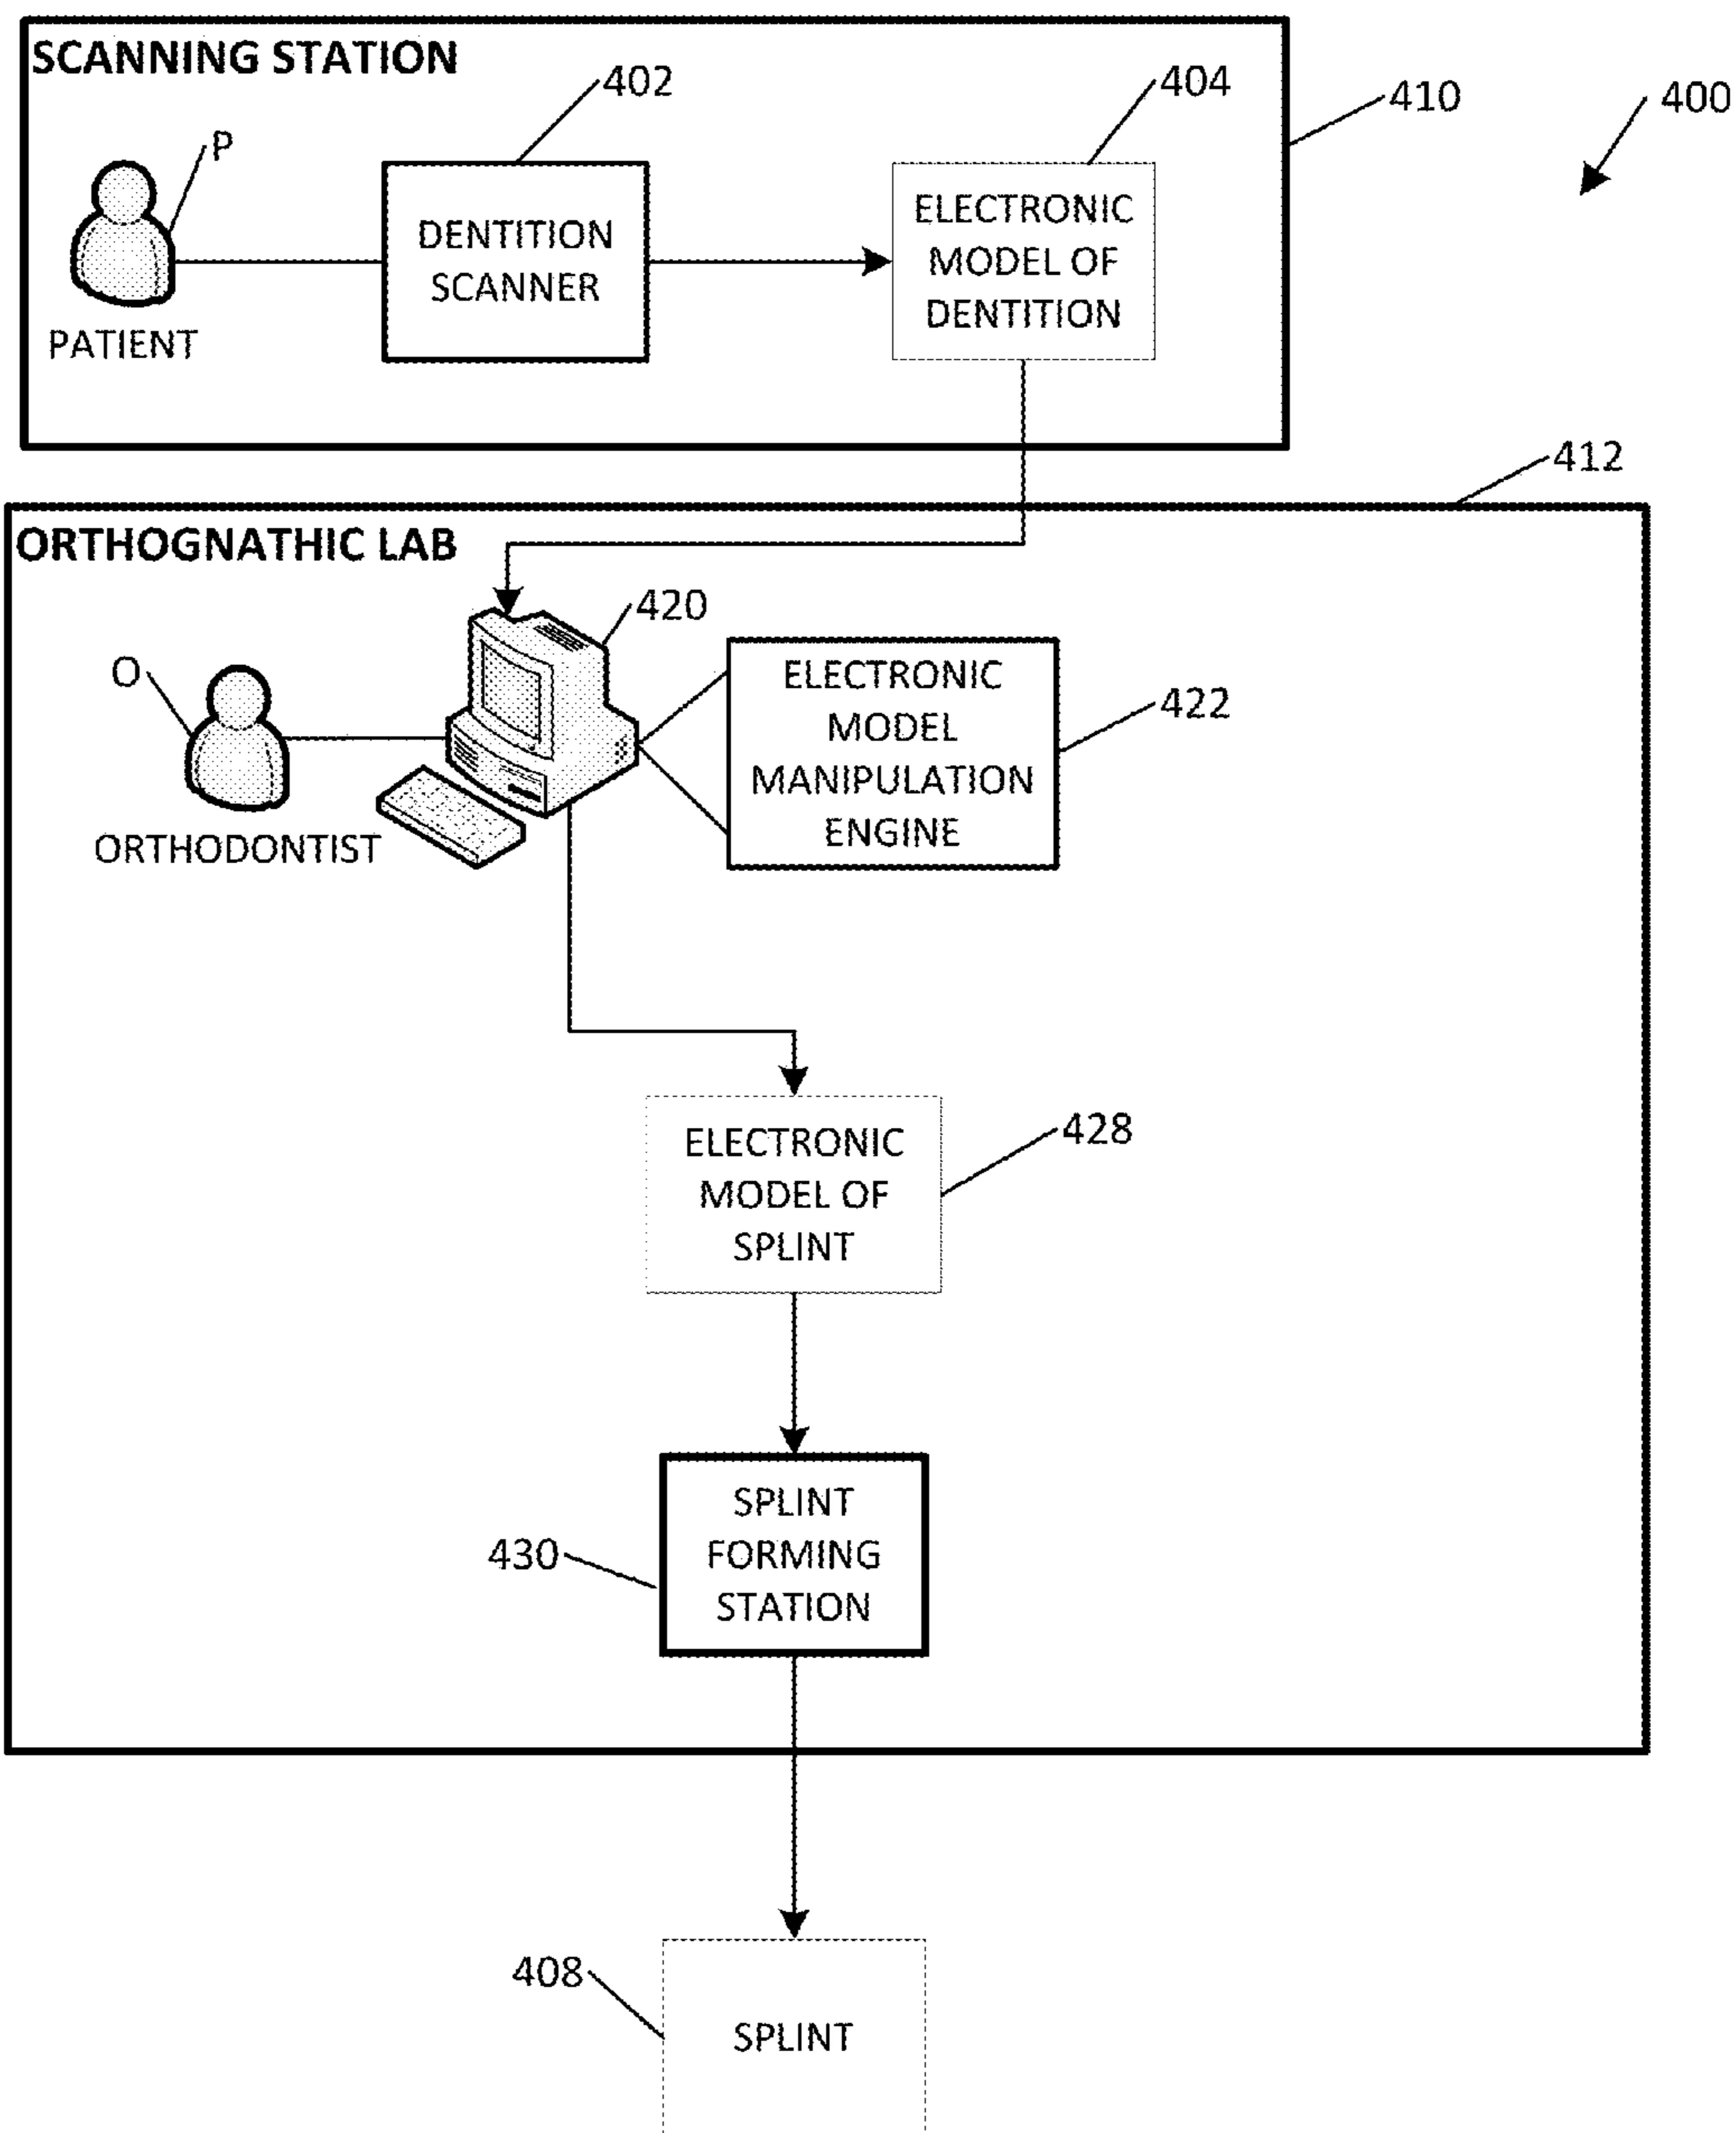 SCANNING STATION
402
404
410
400
P
DENTITION
SCANNER
ELECTRONIC
MODEL OF
DENTITION
PATIENT
412
ORTHOGNATHIC LAB
420
O
ELECTRONIC
MODEL
MANIPULATION
ENGINE
422
ORTHODONTIST
ELECTRONIC
MODEL OF
SPLINT
428
SPLINT
FORMING
STATION
430
408
SPLINT